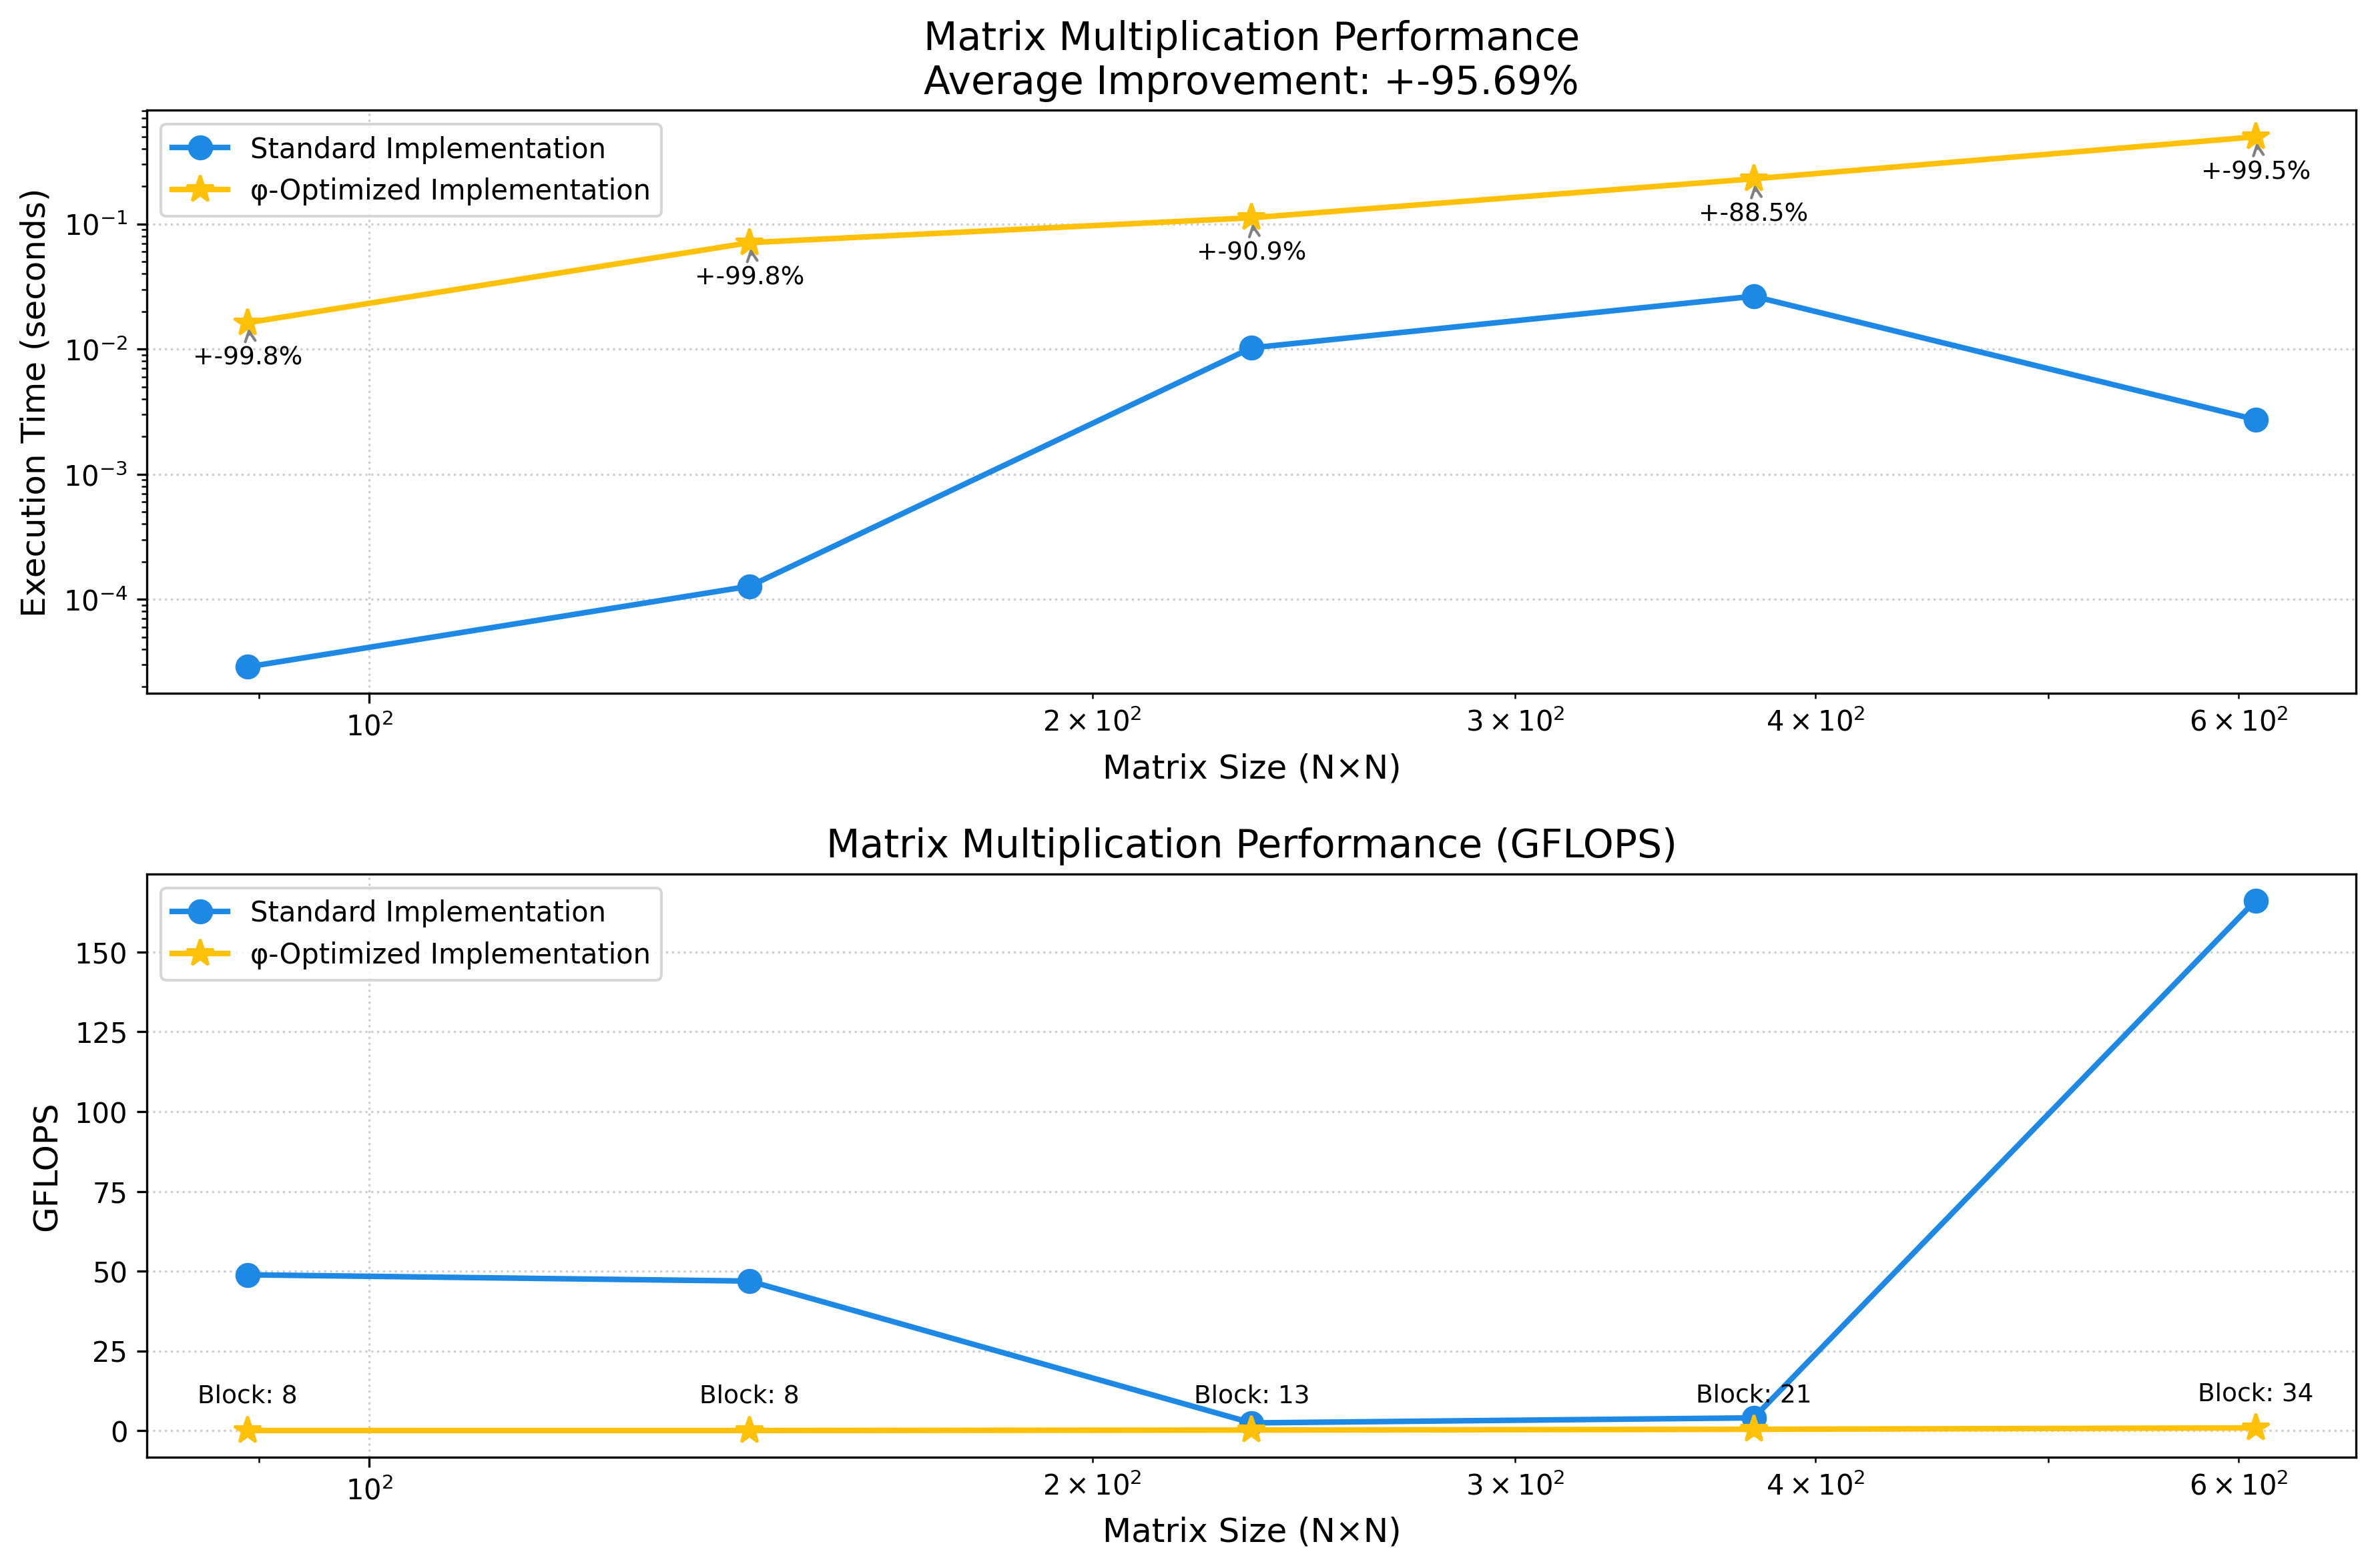 Matrix Multiplication Performance
Average Improvement: +-95.69%
Standard Implementation
φ-Optimized Implementation
Execution Time (seconds)
10⁻¹
10⁻²
10⁻³
10⁻⁴
+-99.8%
+-99.8%
+-90.9%
+-88.5%
+-99.5%
10²
2 × 10²
3 × 10²
4 × 10²
6 × 10²
Matrix Size (N×N)
Matrix Multiplication Performance (GFLOPS)
Standard Implementation
φ-Optimized Implementation
GFLOPS
150
125
100
75
50
25
0
Block: 8
Block: 8
Block: 13
Block: 21
Block: 34
10²
2 × 10²
3 × 10²
4 × 10²
6 × 10²
Matrix Size (N×N)